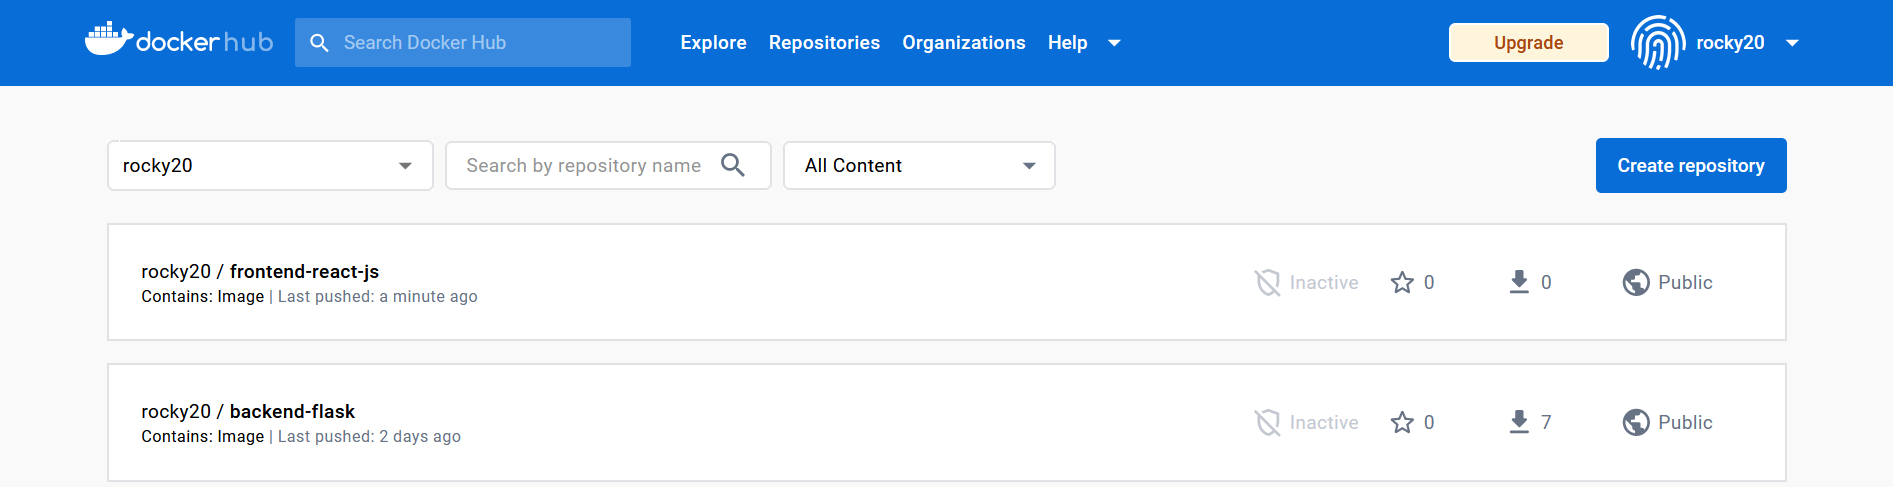 docker hub Search Docker Hub Explore Repositories Organizations Help Upgrade rocky20
rocky20 Search by repository name All Content Create repository
rocky20 / frontend-react-js
Contains: Image | Last pushed: a minute ago
Inactive 0 0 Public
rocky20 / backend-flask
Contains: Image | Last pushed: 2 days ago
Inactive 0 7 Public